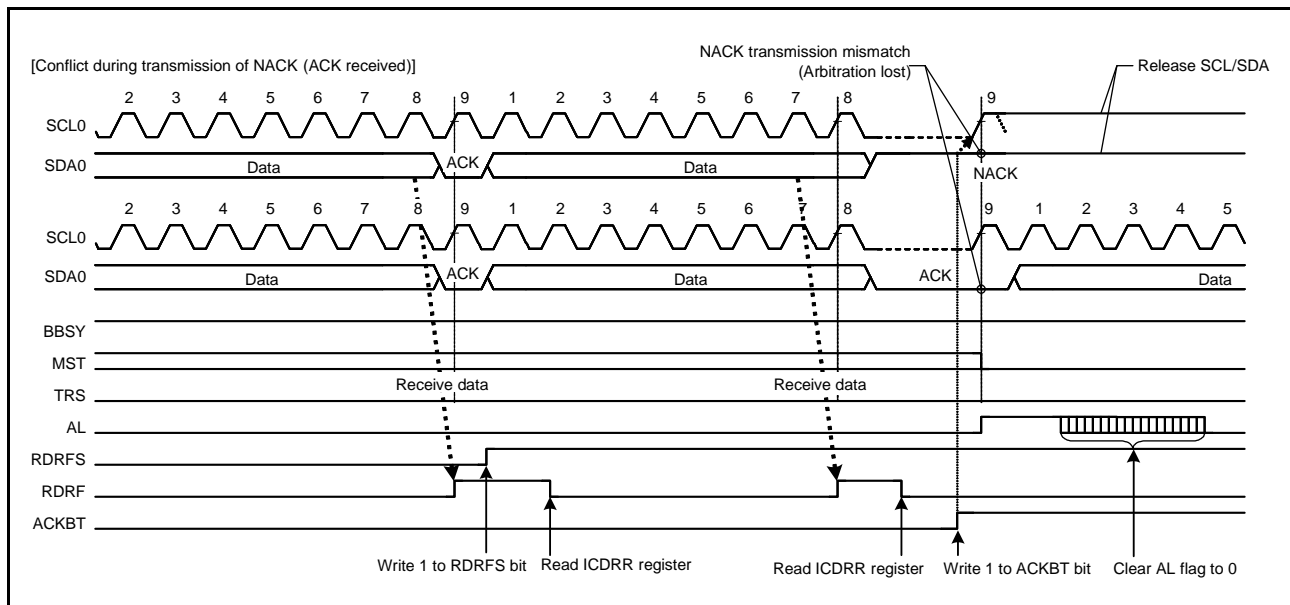 [Conflict during transmission of NACK (ACK received)]
NACK transmission mismatch
(Arbitration lost)
Release SCL/SDA
2 3 4 5 6 7 8 9 1 2 3 4 5 6 7 8 9
SCL0
SDA0 Data ACK Data NACK
2 3 4 5 6 7 8 9 1 2 3 4 5 6 7 8 9 1 2 3 4 5
SCL0
SDA0 Data ACK Data ACK Data
BBSY
MST
Receive data Receive data
TRS
AL
RDRFS
RDRF
ACKBT
Write 1 to RDRFS bit Read ICDRR register Read ICDRR register Write 1 to ACKBT bit Clear AL flag to 0